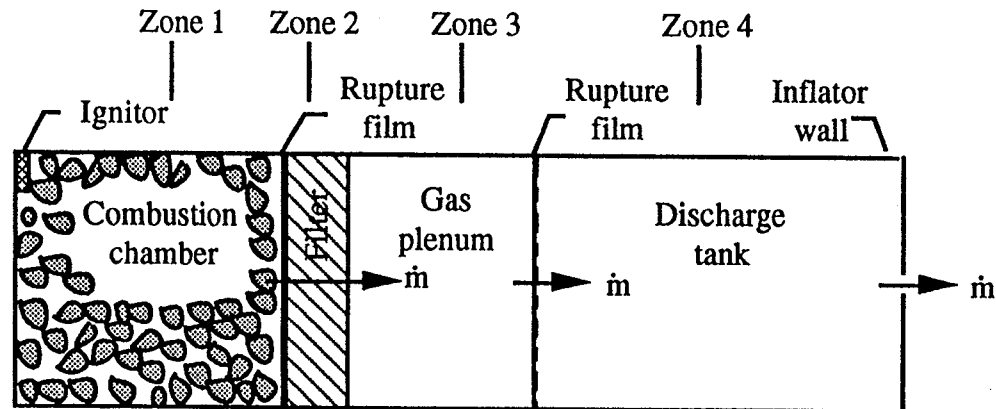 Zone 1
Zone 2
Zone 3
Zone 4
Ignitor
Rupture
film
Rupture
film
Inflator
wall
Combustion
chamber
Filter
Gas
plenum
Discharge
tank
ṁ
ṁ
ṁ